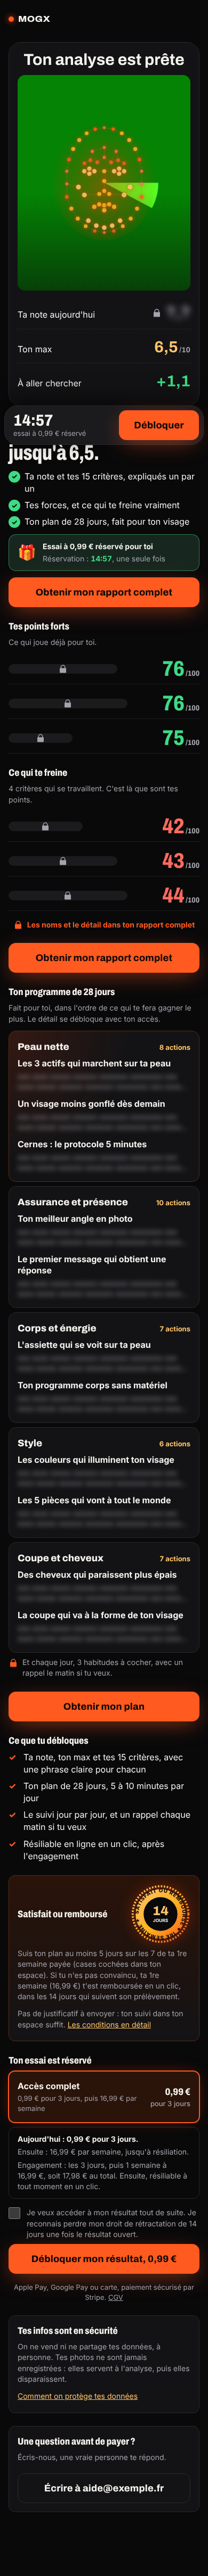 MOGX
Ton analyse est prête
Ta note aujourd'hui
Ton max
6,5 /10
À aller chercher
+1,1
14:57
essai à 0,99 € réservé
Débloquer
jusqu'à 6,5.
Ta note et tes 15 critères, expliqués un par
un
Tes forces, et ce qui te freine vraiment
Ton plan de 28 jours, fait pour ton visage
Essai à 0,99 € réservé pour toi
Réservation : 14:57, une seule fois
Obtenir mon rapport complet
Tes points forts
Ce qui joue déjà pour toi.
76/100
76/100
75/100
Ce qui te freine
4 critères qui se travaillent. C'est là que sont tes
points.
42/100
43/100
44/100
Les noms et le détail dans ton rapport complet
Obtenir mon rapport complet
Ton programme de 28 jours
Fait pour toi, dans l'ordre de ce qui te fera gagner le
plus. Le détail se débloque avec ton accès.
Peau nette
8 actions
Les 3 actifs qui marchent sur ta peau
Un visage moins gonflé dès demain
Cernes : le protocole 5 minutes
Assurance et présence
10 actions
Ton meilleur angle en photo
Le premier message qui obtient une
réponse
Corps et énergie
7 actions
L'assiette qui se voit sur ta peau
Ton programme corps sans matériel
Style
6 actions
Les couleurs qui illuminent ton visage
Les 5 pièces qui vont à tout le monde
Coupe et cheveux
7 actions
Des cheveux qui paraissent plus épais
La coupe qui va à la forme de ton visage
Et chaque jour, 3 habitudes à cocher, avec un
rappel le matin si tu veux.
Obtenir mon plan
Ce que tu débloques
Ta note, ton max et tes 15 critères, avec
une phrase claire pour chacun
Ton plan de 28 jours, 5 à 10 minutes par
jour
Le suivi jour par jour, et un rappel chaque
matin si tu veux
Résiliable en ligne en un clic, après
l'engagement
Satisfait ou remboursé
14
JOURS
Suis ton plan au moins 5 jours sur les 7 de ta 1re
semaine payée (cases cochées dans ton
espace). Si tu n'es pas convaincu, ta 1re
semaine (16,99 €) t'est remboursée en un clic,
dans les 14 jours qui suivent son prélèvement.
Pas de justificatif à envoyer : ton suivi dans ton
espace suffit. Les conditions en détail
Ton essai est réservé
Accès complet
0,99 € pour 3 jours, puis 16,99 € par
semaine
0,99 €
pour 3 jours
Aujourd'hui : 0,99 € pour 3 jours.
Ensuite : 16,99 € par semaine, jusqu'à résiliation.
Engagement : les 3 jours, puis 1 semaine à
16,99 €, soit 17,98 € au total. Ensuite, résiliable à
tout moment en un clic.
Je veux accéder à mon résultat tout de suite. Je
reconnais perdre mon droit de rétractation de 14
jours une fois le résultat ouvert.
Débloquer mon résultat, 0,99 €
Apple Pay, Google Pay ou carte, paiement sécurisé par
Stripe. CGV
Tes infos sont en sécurité
On ne vend ni ne partage tes données, à
personne. Tes photos ne sont jamais
enregistrées : elles servent à l'analyse, puis elles
disparaissent.
Comment on protège tes données
Une question avant de payer ?
Écris-nous, une vraie personne te répond.
Écrire à aide@exemple.fr